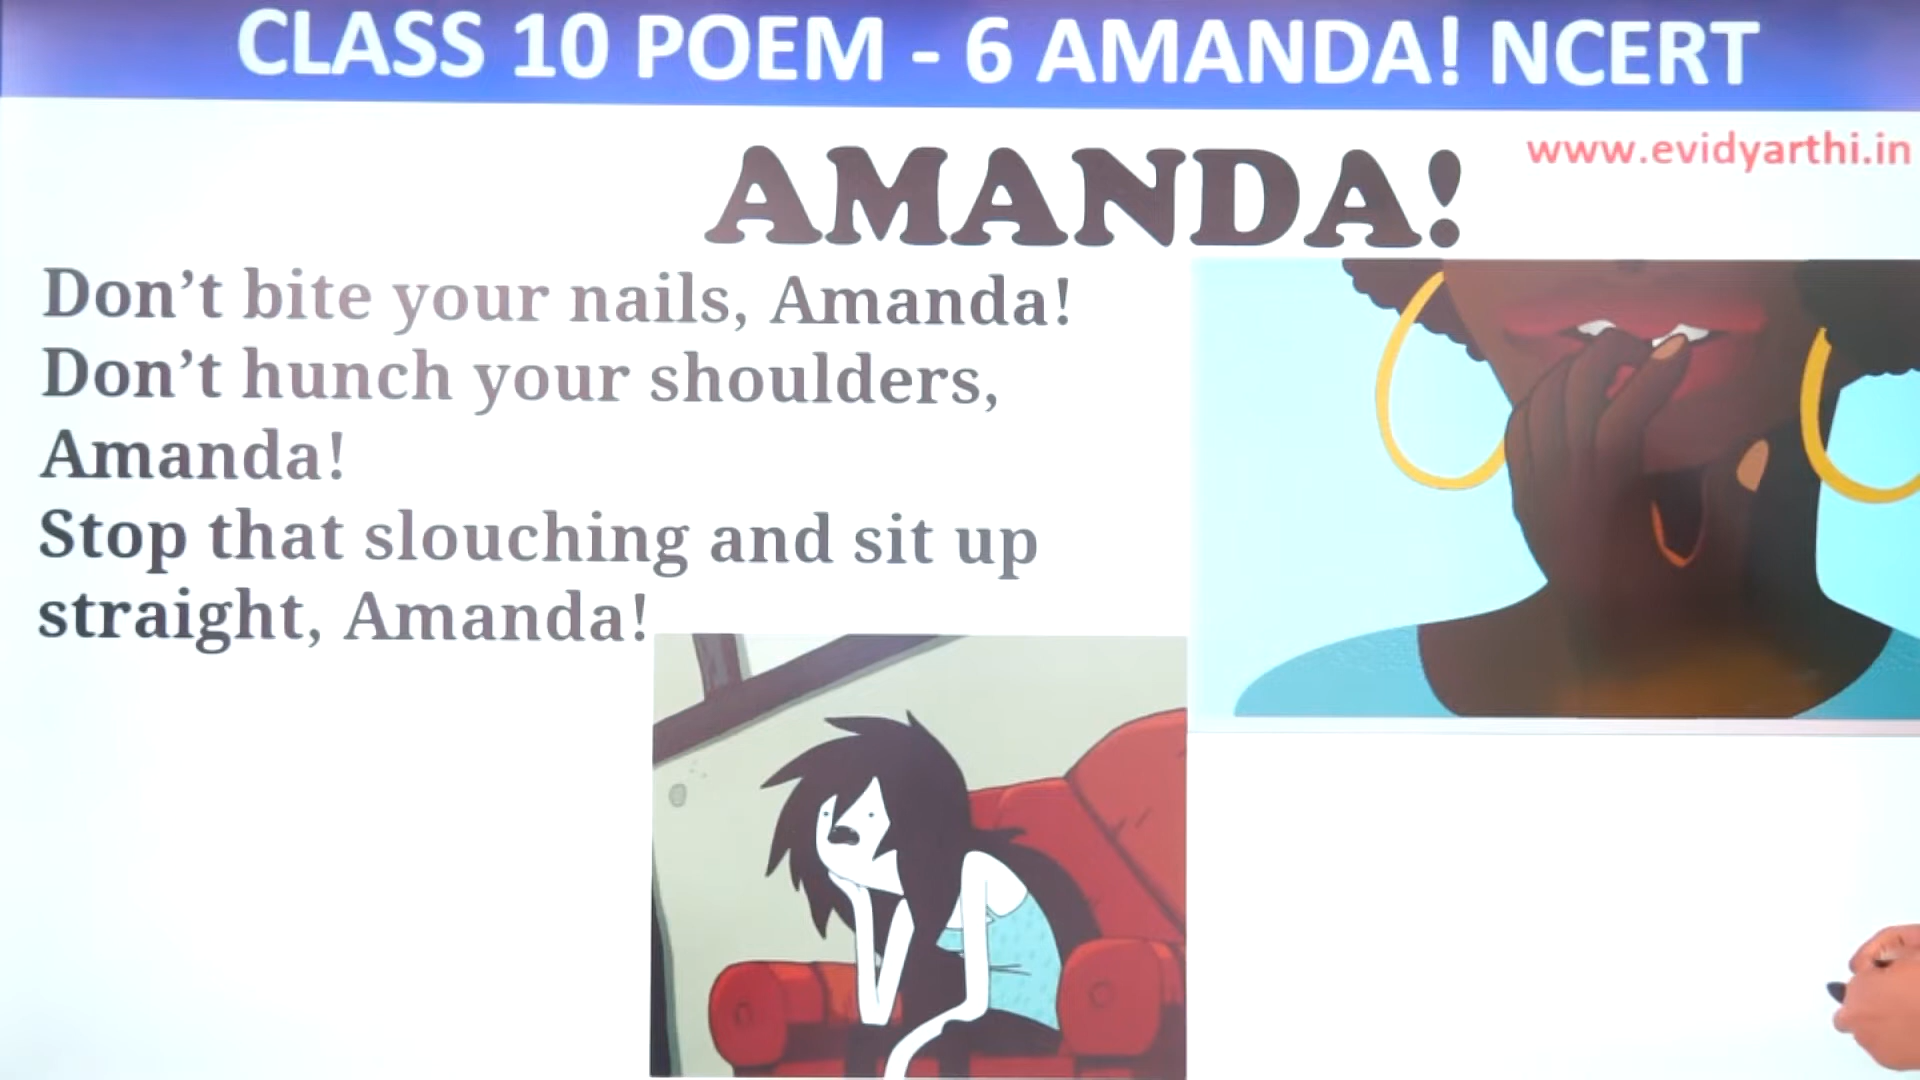 CLASS 10 POEM - 6 AMANDA! NCERT
www.evidyarthi.in
AMANDA!
Don’t bite your nails, Amanda!
Don’t hunch your shoulders,
Amanda!
Stop that slouching and sit up
straight, Amanda!